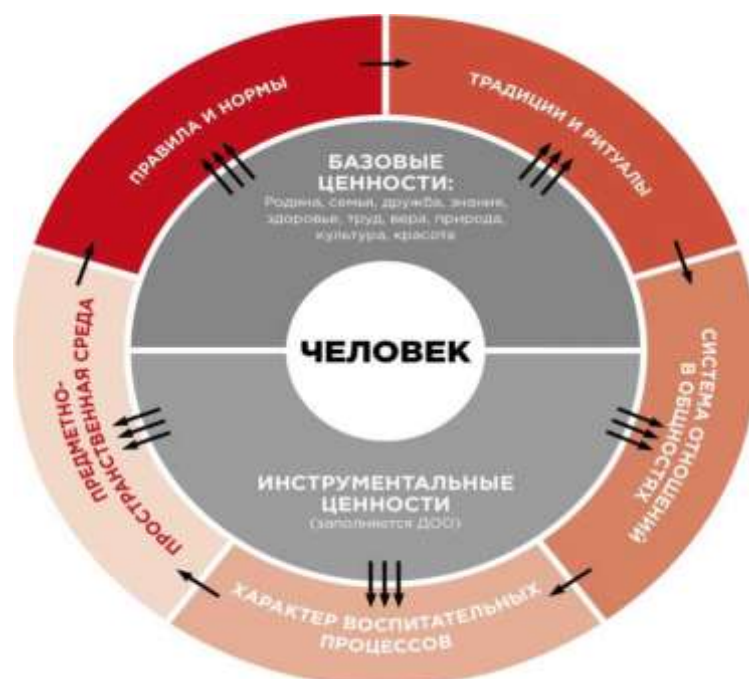 ПРАВИЛА И НОРМЫ
ТРАДИЦИИ И РИТУАЛЫ
БАЗОВЫЕ
ЦЕННОСТИ:
Родина, семья, дружба, знание,
здоровье, труд, вера, природа,
культура, красота
ЧЕЛОВЕК
ПРЕДМЕТНО-
ПРОСТРАНСТВЕННАЯ СРЕДА
СИСТЕМА ОТНОШЕНИЙ
В ОБЩНОСТЯХ
ИНСТРУМЕНТАЛЬНЫЕ
ЦЕННОСТИ
(заполняется ДОО)
ХАРАКТЕР ВОСПИТАТЕЛЬНЫХ
ПРОЦЕССОВ